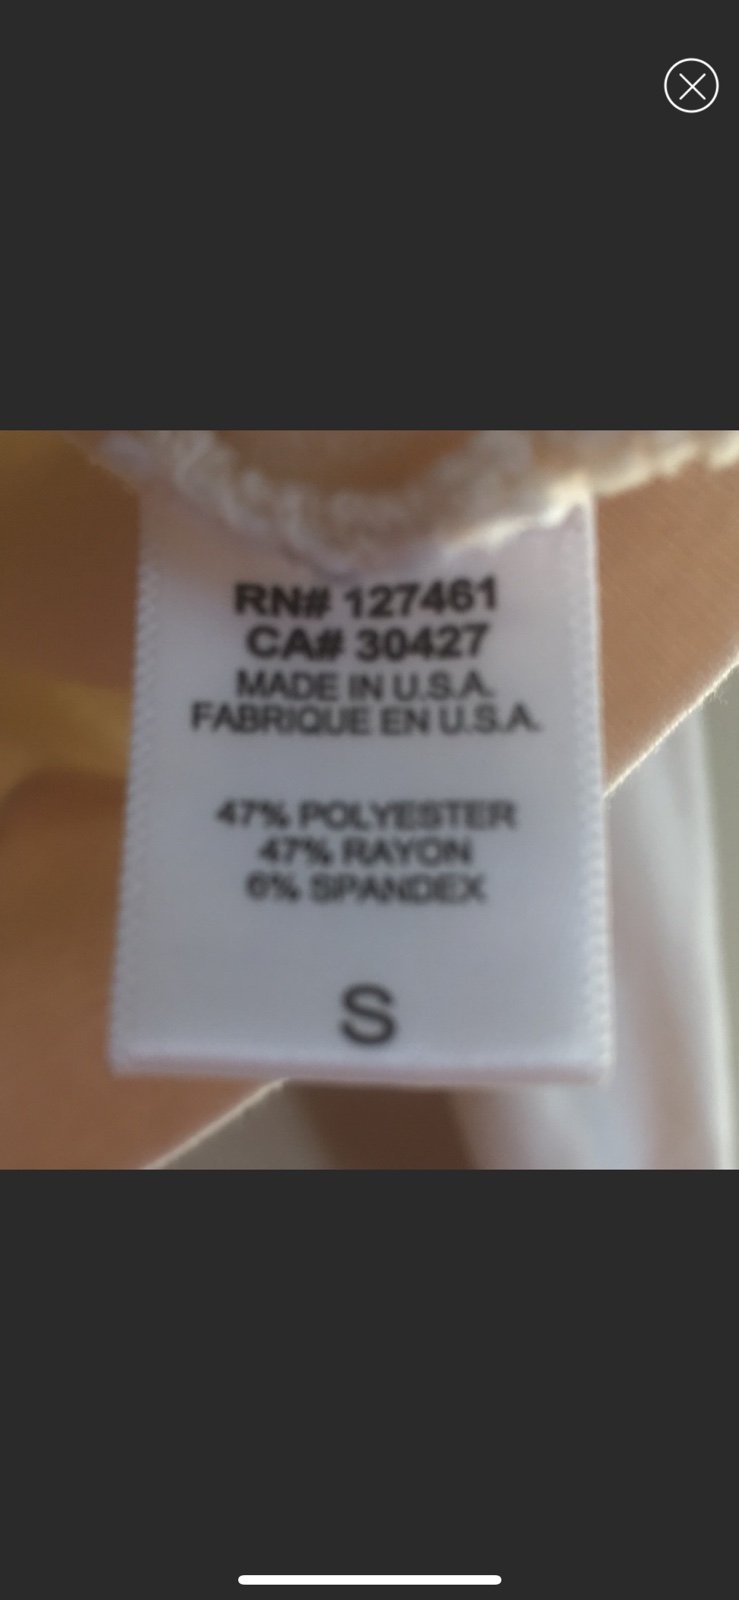 RN# 127461
CA# 30427
MADE IN U.S.A.
FABRIQUE EN U.S.A.
47% POLYESTER
47% RAYON
6% SPANDEX
S